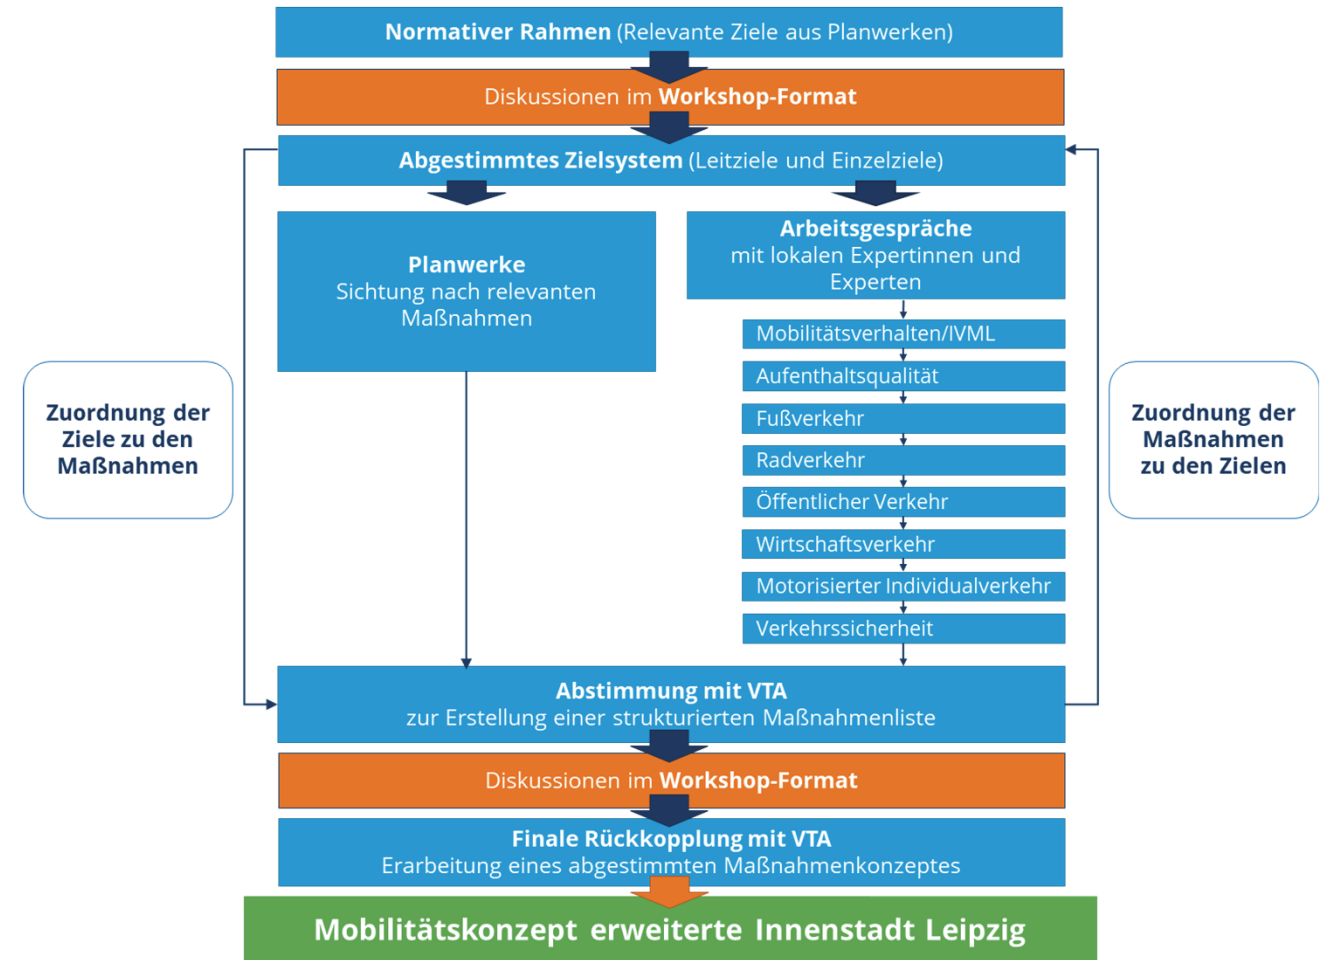 Normativer Rahmen (Relevante Ziele aus Planwerken)
Diskussionen im Workshop-Format
Abgestimmtes Zielsystem (Leitziele und Einzelziele)
Planwerke
Sichtung nach relevanten
Maßnahmen
Arbeitsgespräche
mit lokalen Expertinnen und
Experten
Mobilitätsverhalten/IVML
Aufenthaltsqualität
Fußverkehr
Radverkehr
Öffentlicher Verkehr
Wirtschaftsverkehr
Motorisierter Individualverkehr
Verkehrssicherheit
Zuordnung der
Ziele zu den
Maßnahmen
Zuordnung der
Maßnahmen
zu den Zielen
Abstimmung mit VTA
zur Erstellung einer strukturierten Maßnahmenliste
Diskussionen im Workshop-Format
Finale Rückkopplung mit VTA
Erarbeitung eines abgestimmten Maßnahmenkonzeptes
Mobilitätskonzept erweiterte Innenstadt Leipzig